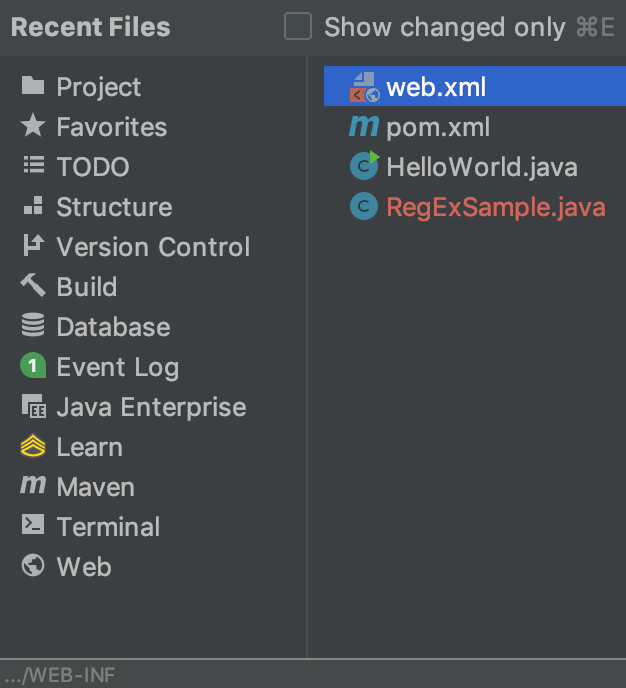 Recent Files Show changed only ⌘E
Project
Favorites
TODO
Structure
Version Control
Build
Database
1 Event Log
EE Java Enterprise
Learn
m Maven
Terminal
Web
web.xml
m pom.xml
C HelloWorld.java
C RegExSample.java
.../WEB-INF